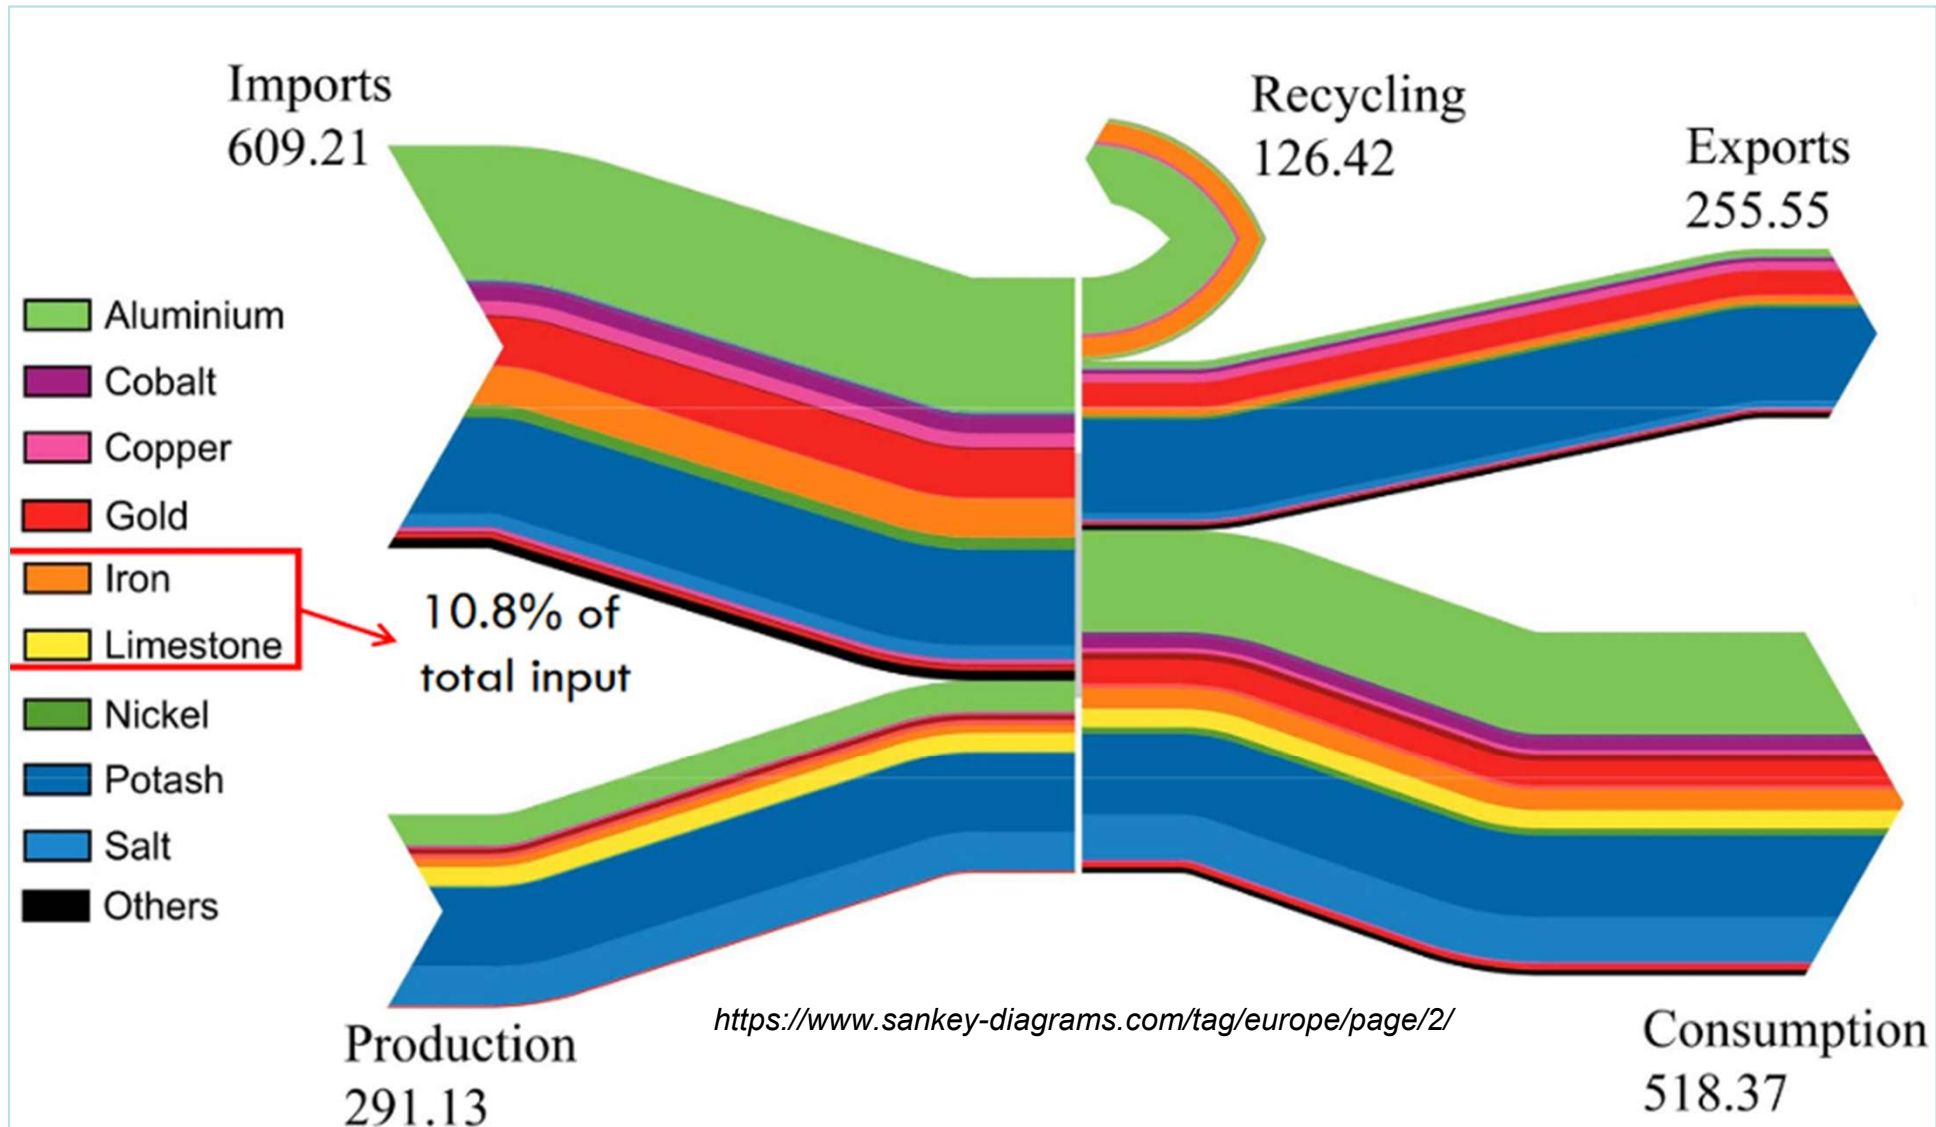 Imports
609.21
Recycling
126.42
Exports
255.55
Aluminium
Cobalt
Copper
Gold
Iron
Limestone
Nickel
Potash
Salt
Others
10.8% of
total input
https://www.sankey-diagrams.com/tag/europe/page/2/
Production
291.13
Consumption
518.37